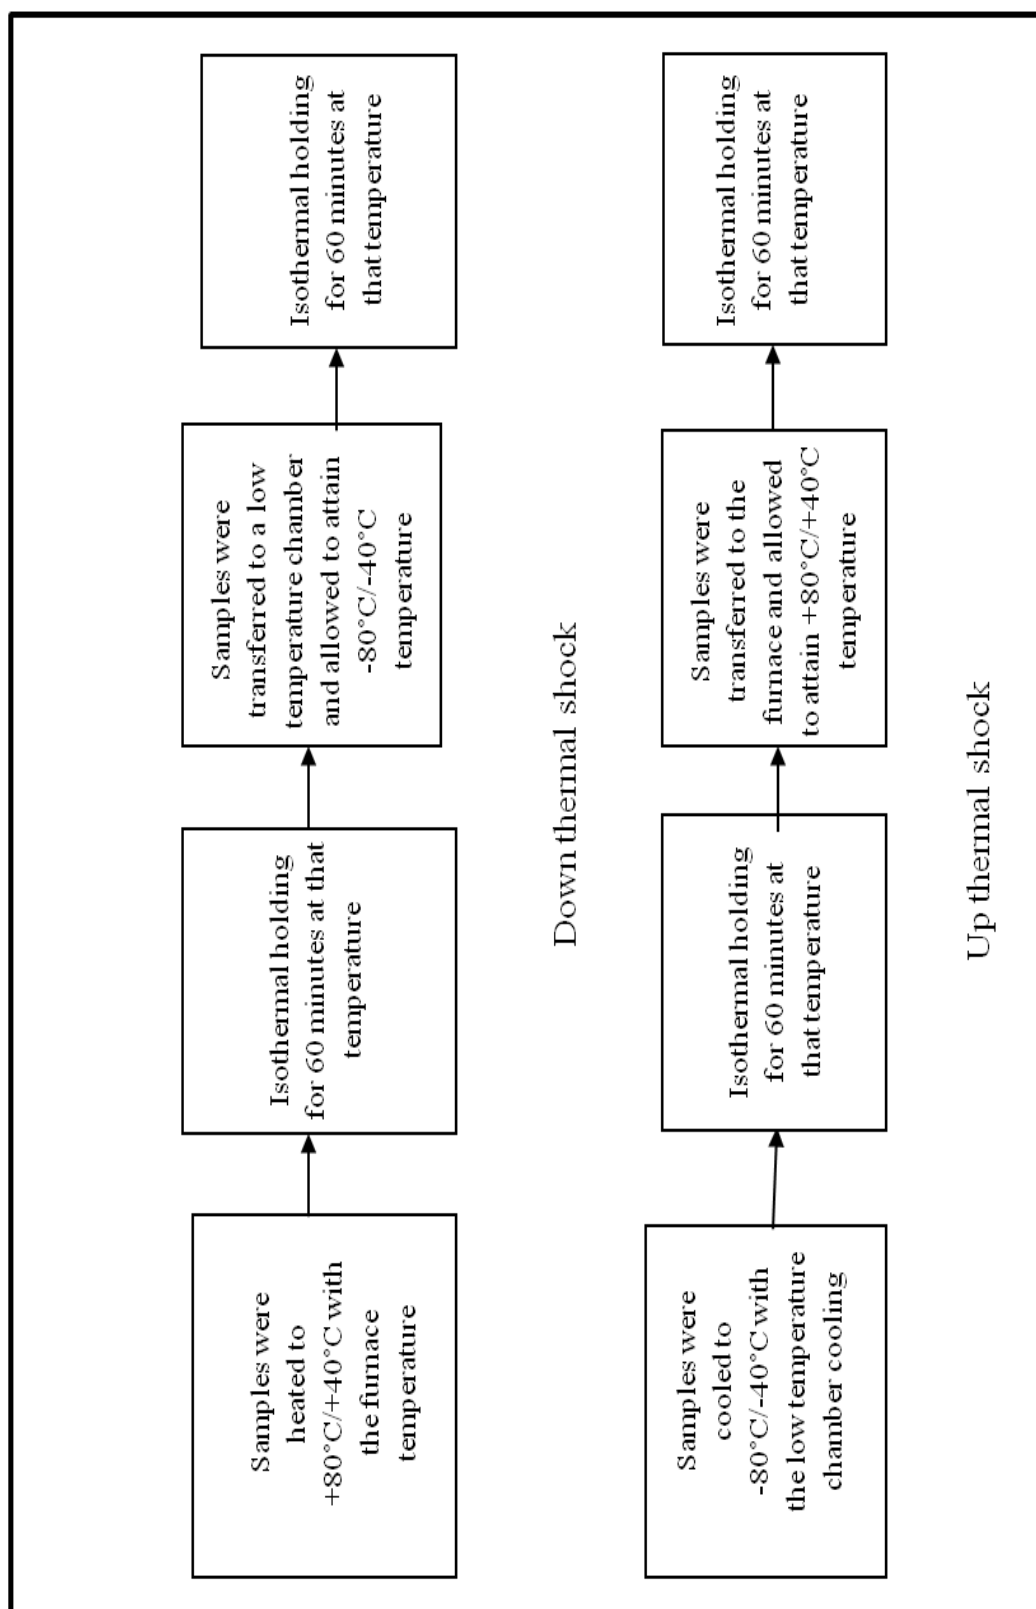 Samples were
heated to
+80°C/+40°C with
the furnace
temperature
Isothermal holding
for 60 minutes at that
temperature
Samples were
transferred to a low
temperature chamber
and allowed to attain
-80°C/-40°C
temperature
Isothermal holding
for 60 minutes at
that temperature
Down thermal shock
Samples were
cooled to
-80°C/-40°C with
the low temperature
chamber cooling
Isothermal holding
for 60 minutes at
that temperature
Samples were
transferred to the
furnace and allowed
to attain +80°C/+40°C
temperature
Isothermal holding
for 60 minutes at
that temperature
Up thermal shock